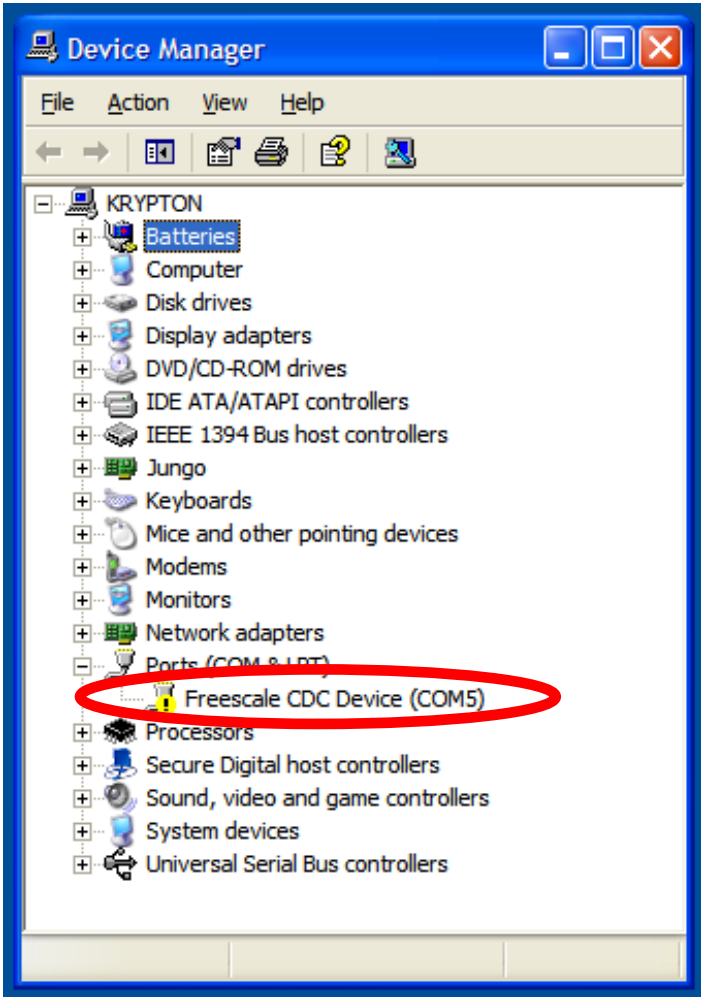 Device Manager
File Action View Help
KRYPTON
Batteries
Computer
Disk drives
Display adapters
DVD/CD-ROM drives
IDE ATA/ATAPI controllers
IEEE 1394 Bus host controllers
Jungo
Keyboards
Mice and other pointing devices
Modems
Monitors
Network adapters
Ports (COM & LPT)
Freescale CDC Device (COM5)
Processors
Secure Digital host controllers
Sound, video and game controllers
System devices
Universal Serial Bus controllers